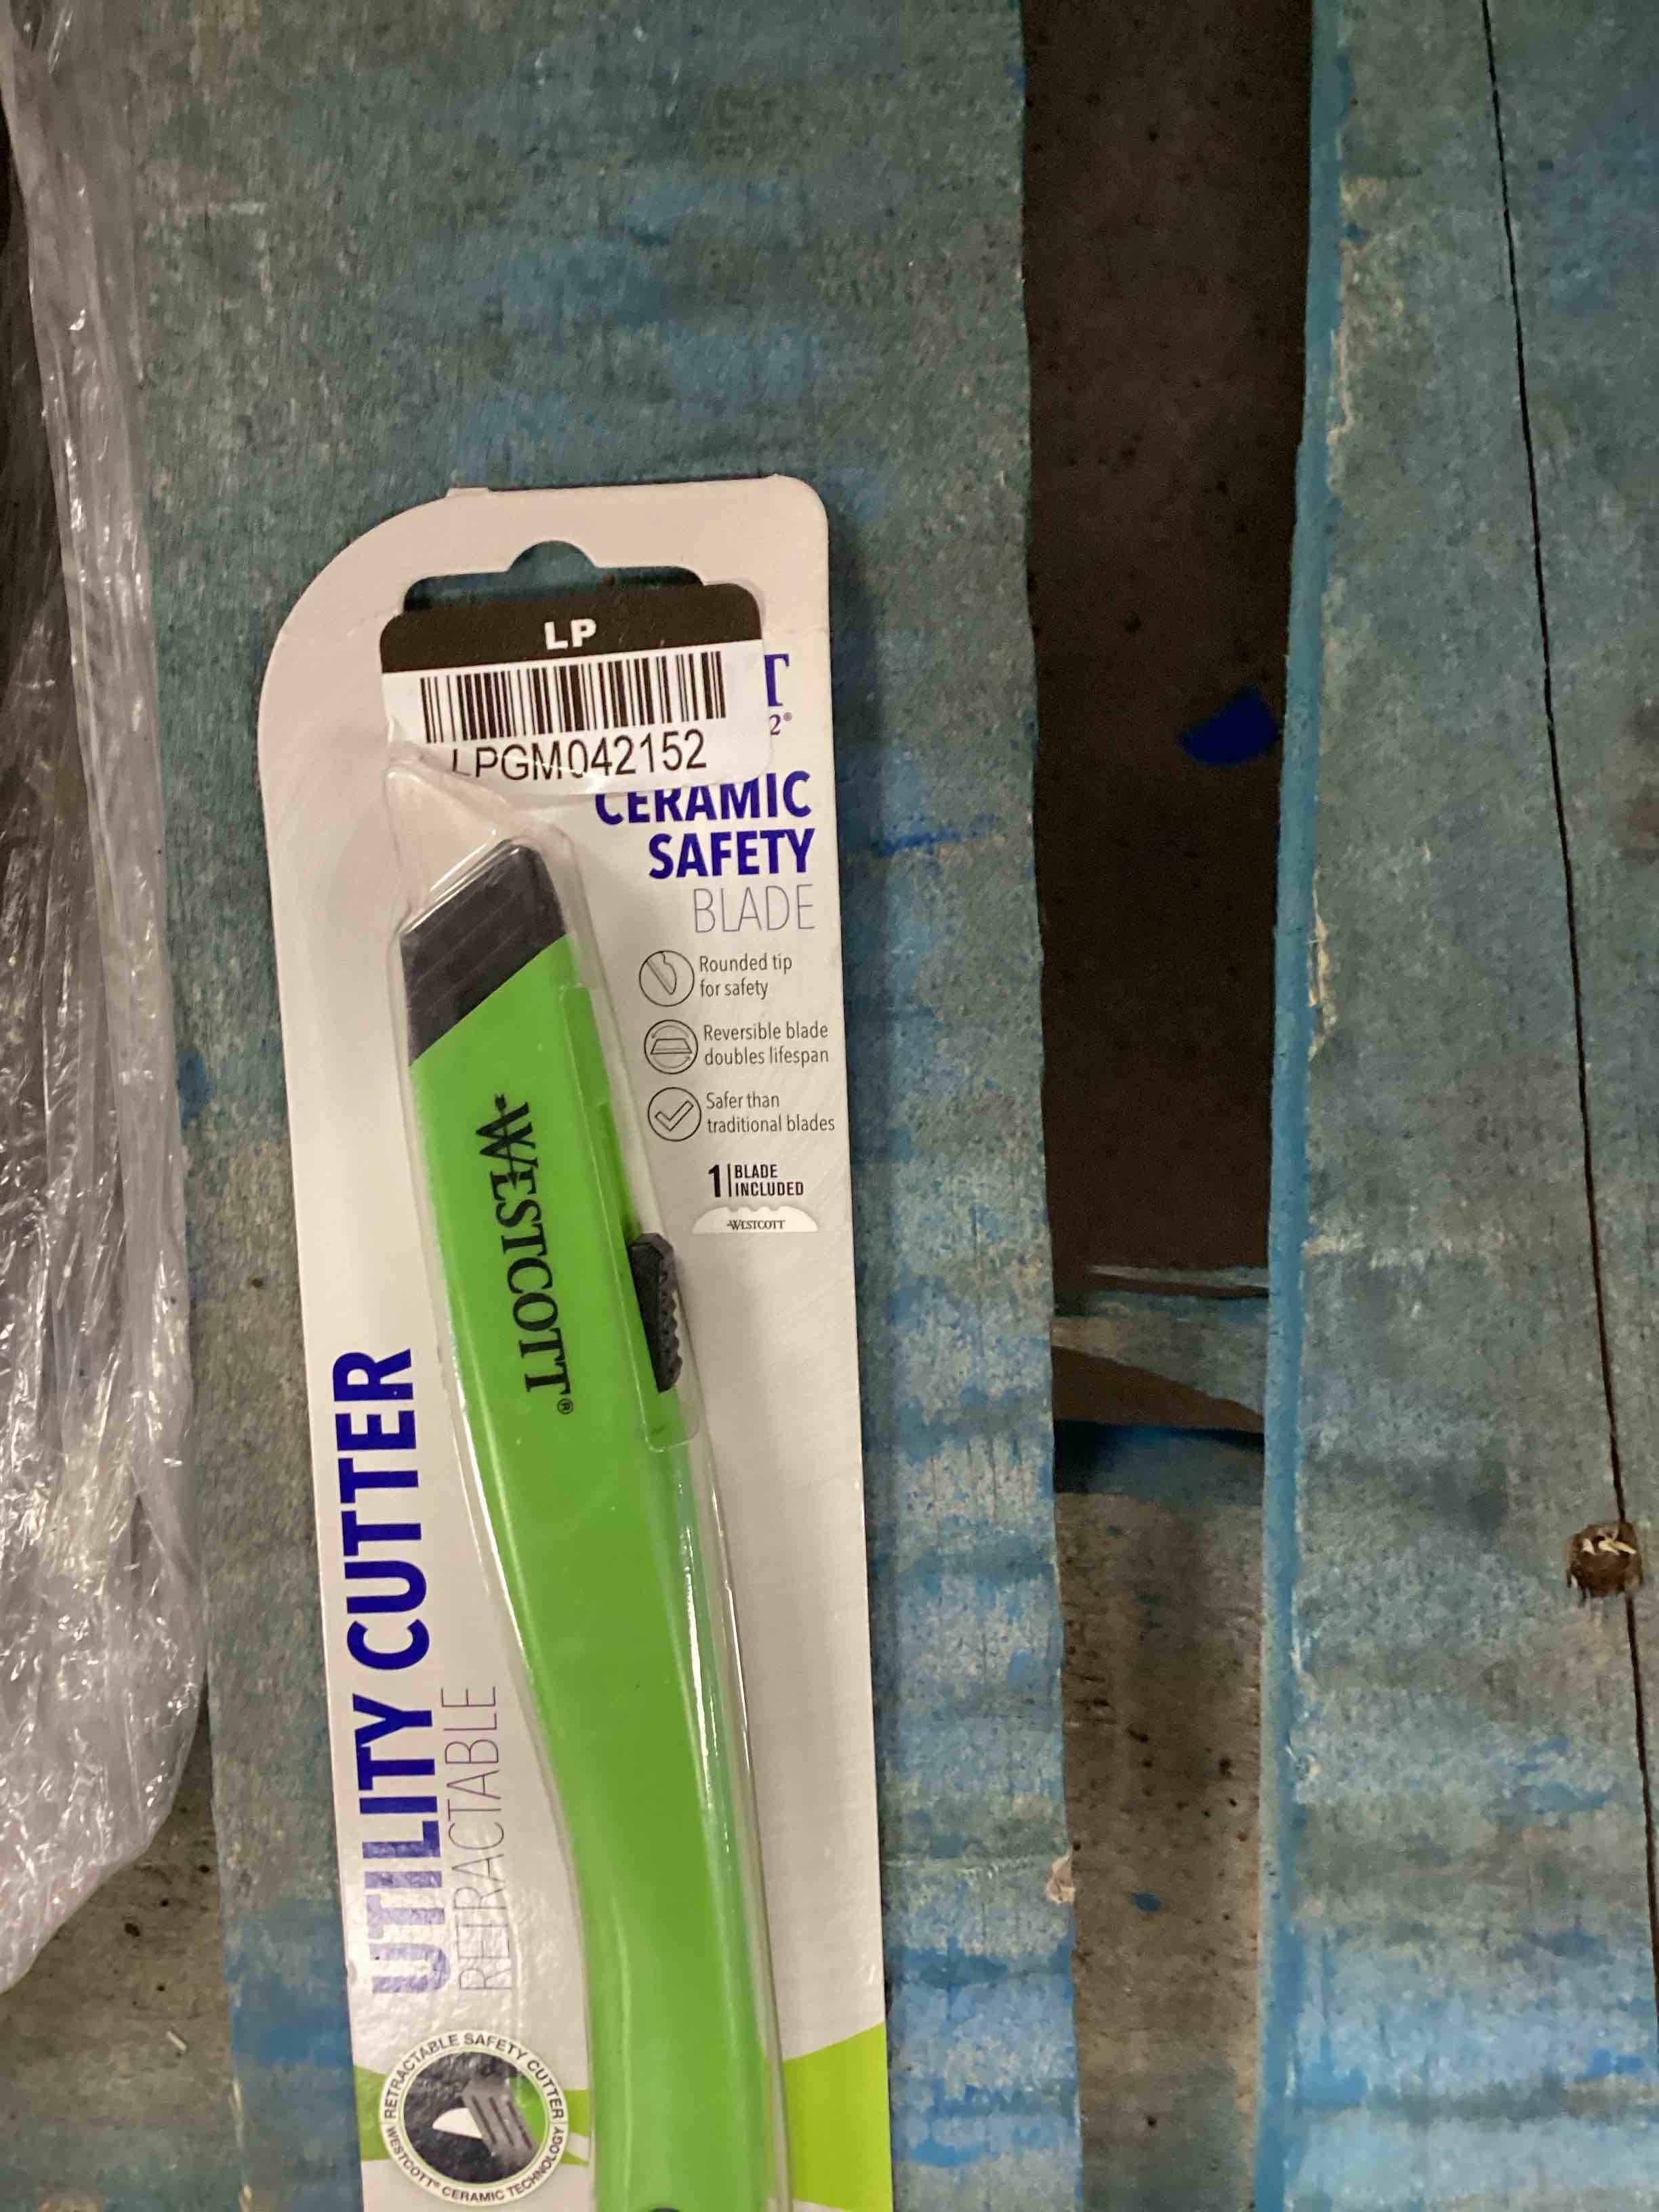 LP
LPGM042152
T
2®
CERAMIC
SAFETY
BLADE
Rounded tip
for safety
Reversible blade
doubles lifespan
Safer than
traditional blades
1 BLADE
INCLUDED
WESTCOTT
WESTCOTT®
UTILITY CUTTER
RETRACTABLE
RETRACTABLE SAFETY CUTTER
WESTCOTT® CERAMIC TECHNOLOGY